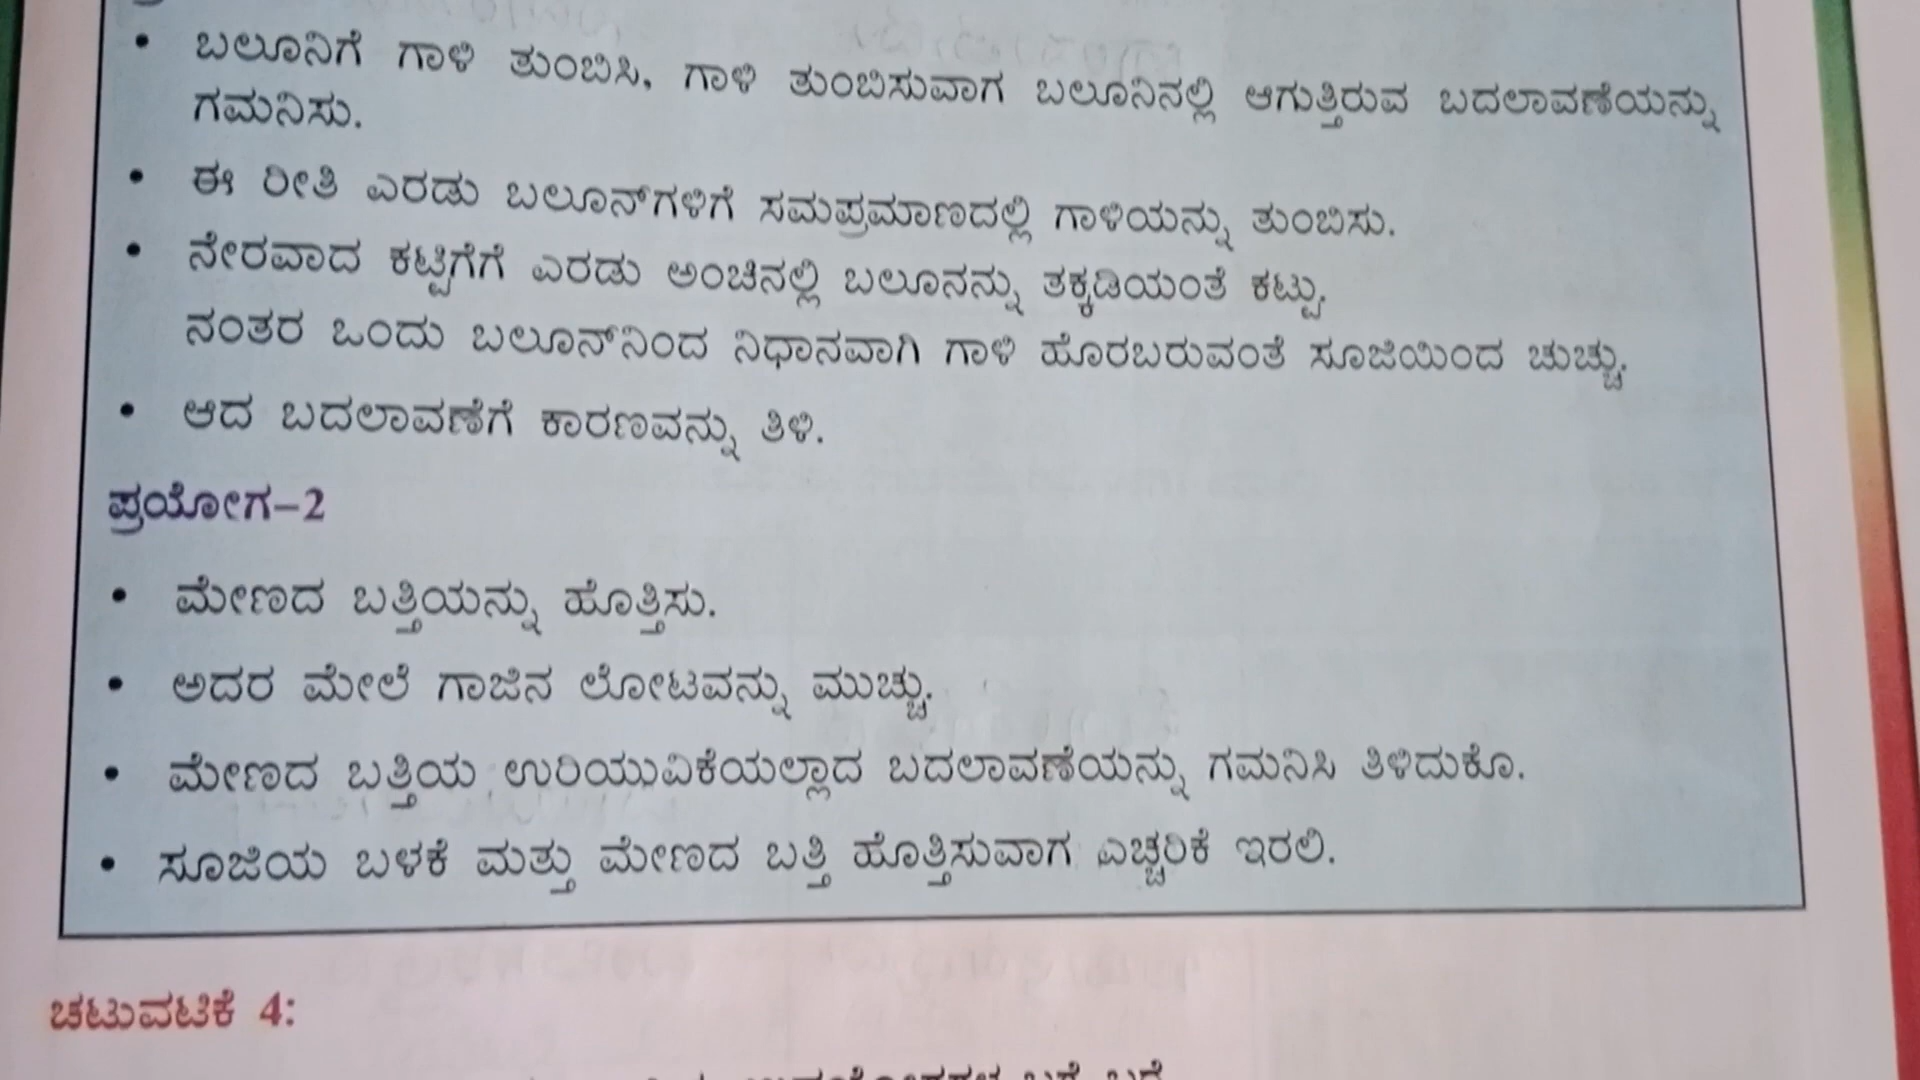 • ಬಲೂನಿಗೆ ಗಾಳಿ ತುಂಬಿಸಿ, ಗಾಳಿ ತುಂಬಿಸುವಾಗ ಬಲೂನಿನಲ್ಲಿ ಆಗುತ್ತಿರುವ ಬದಲಾವಣೆಯನ್ನು
ಗಮನಿಸು.
• ಈ ರೀತಿ ಎರಡು ಬಲೂನ್‌ಗಳಿಗೆ ಸಮಪ್ರಮಾಣದಲ್ಲಿ ಗಾಳಿಯನ್ನು ತುಂಬಿಸು.
• ನೇರವಾದ ಕಟ್ಟಿಗೆಗೆ ಎರಡು ಅಂಚಿನಲ್ಲಿ ಬಲೂನನ್ನು ತಕ್ಕಡಿಯಂತೆ ಕಟ್ಟು.
ನಂತರ ಒಂದು ಬಲೂನ್‌ನಿಂದ ನಿಧಾನವಾಗಿ ಗಾಳಿ ಹೊರಬರುವಂತೆ ಸೂಜಿಯಿಂದ ಚುಚ್ಚು.
• ಆದ ಬದಲಾವಣೆಗೆ ಕಾರಣವನ್ನು ತಿಳಿ.
ಪ್ರಯೋಗ–2
• ಮೇಣದ ಬತ್ತಿಯನ್ನು ಹೊತ್ತಿಸು.
• ಅದರ ಮೇಲೆ ಗಾಜಿನ ಲೋಟವನ್ನು ಮುಚ್ಚು.
• ಮೇಣದ ಬತ್ತಿಯ ಉರಿಯುವಿಕೆಯಲ್ಲಾದ ಬದಲಾವಣೆಯನ್ನು ಗಮನಿಸಿ ತಿಳಿದುಕೊ.
• ಸೂಜಿಯ ಬಳಕೆ ಮತ್ತು ಮೇಣದ ಬತ್ತಿ ಹೊತ್ತಿಸುವಾಗ ಎಚ್ಚರಿಕೆ ಇರಲಿ.
ಚಟುವಟಿಕೆ 4: